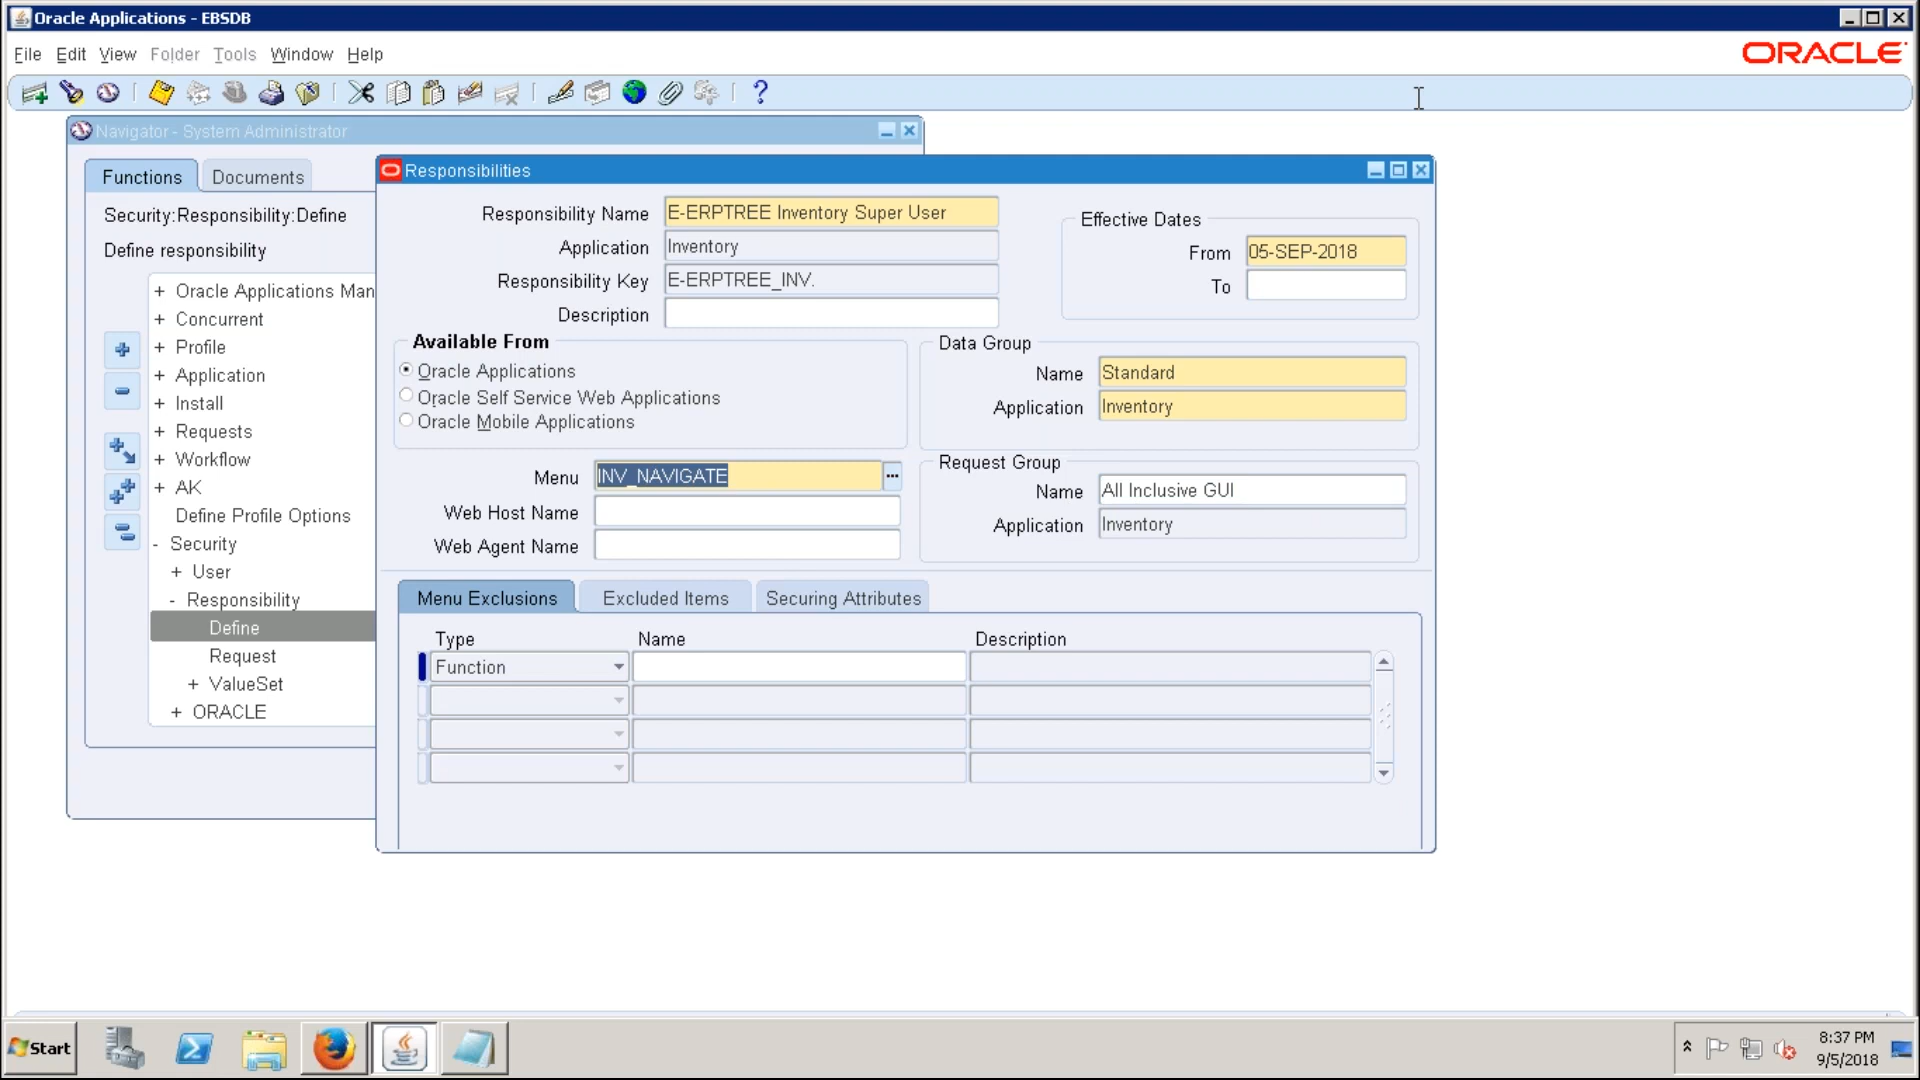 Oracle Applications - EBSDB
File Edit View Folder Tools Window Help
ORACLE
Navigator - System Administrator
Functions Documents
Security:Responsibility:Define
Define responsibility
+ Oracle Applications Man
+ Concurrent
+ Profile
+ Application
+ Install
+ Requests
+ Workflow
+ AK
Define Profile Options
- Security
+ User
- Responsibility
Define
Request
+ ValueSet
+ ORACLE
Responsibilities
Responsibility Name E-ERPTREE Inventory Super User
Application Inventory
Responsibility Key E-ERPTREE_INV.
Description
Effective Dates
From 05-SEP-2018
To
Available From
Oracle Applications
Oracle Self Service Web Applications
Oracle Mobile Applications
Data Group
Name Standard
Application Inventory
Menu INV_NAVIGATE ...
Web Host Name
Web Agent Name
Request Group
Name All Inclusive GUI
Application Inventory
Menu Exclusions Excluded Items Securing Attributes
Type Name Description
Function
Start
8:37 PM
9/5/2018